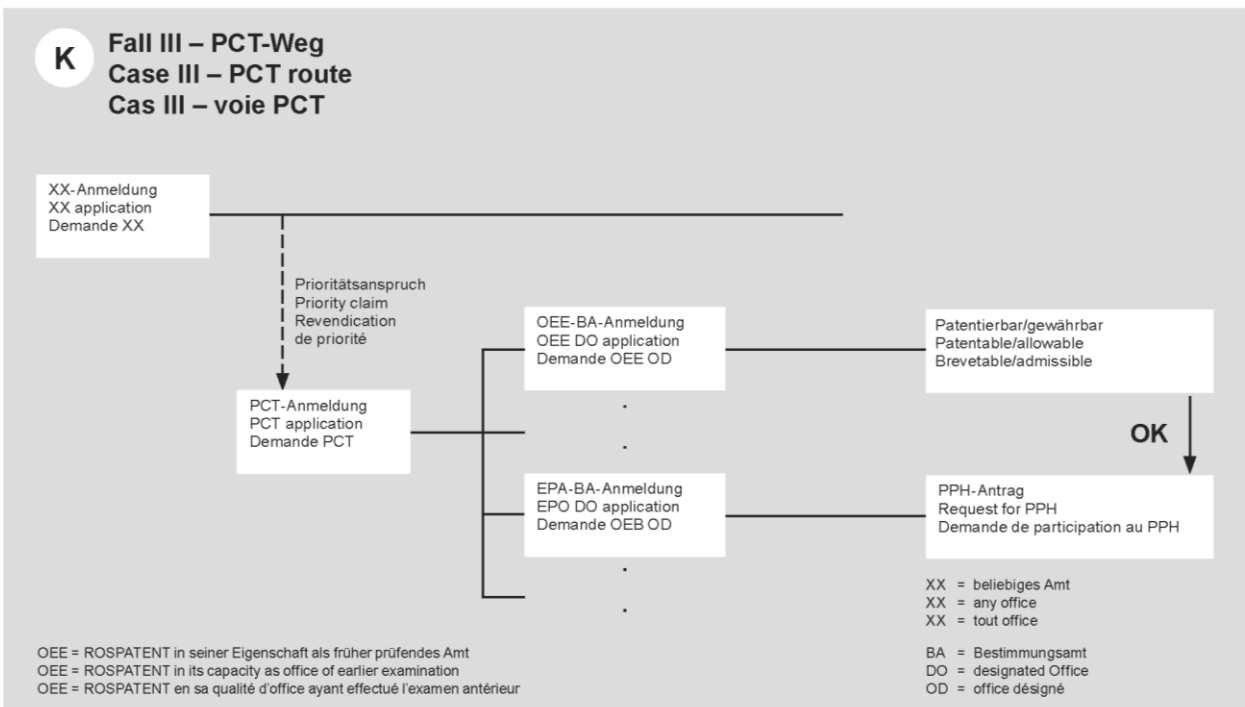 K
Fall III – PCT-Weg
Case III – PCT route
Cas III – voie PCT
XX-Anmeldung
XX application
Demande XX
Prioritätsanspruch
Priority claim
Revendication
de priorité
OEE-BA-Anmeldung
OEE DO application
Demande OEE OD
Patentierbar/gewährbar
Patentable/allowable
Brevetable/admissible
PCT-Anmeldung
PCT application
Demande PCT
OK
EPA-BA-Anmeldung
EPO DO application
Demande OEB OD
PPH-Antrag
Request for PPH
Demande de participation au PPH
XX = beliebiges Amt
XX = any office
XX = tout office
OEE = ROSPATENT in seiner Eigenschaft als früher prüfendes Amt
OEE = ROSPATENT in its capacity as office of earlier examination
OEE = ROSPATENT en sa qualité d'office ayant effectué l'examen antérieur
BA = Bestimmungsamt
DO = designated Office
OD = office désigné